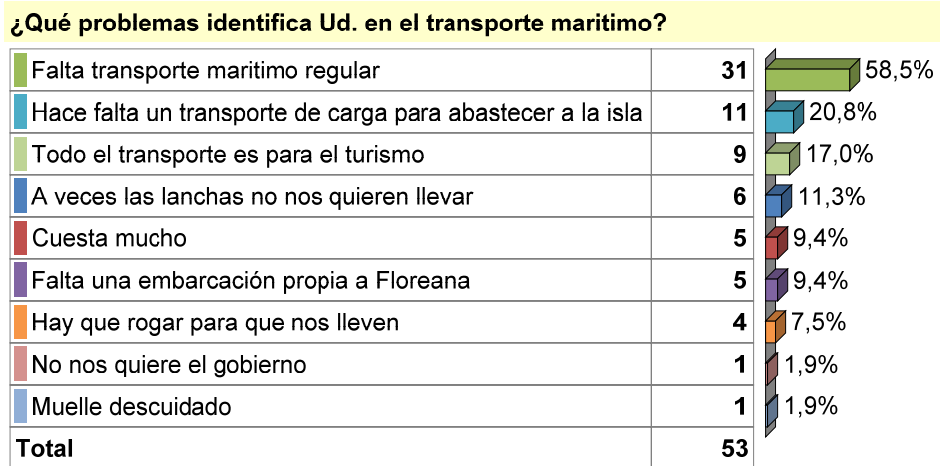 ¿Qué problemas identifica Ud. en el transporte maritimo?
Falta transporte maritimo regular 31 58,5%
Hace falta un transporte de carga para abastecer a la isla 11 20,8%
Todo el transporte es para el turismo 9 17,0%
A veces las lanchas no nos quieren llevar 6 11,3%
Cuesta mucho 5 9,4%
Falta una embarcación propia a Floreana 5 9,4%
Hay que rogar para que nos lleven 4 7,5%
No nos quiere el gobierno 1 1,9%
Muelle descuidado 1 1,9%
Total 53